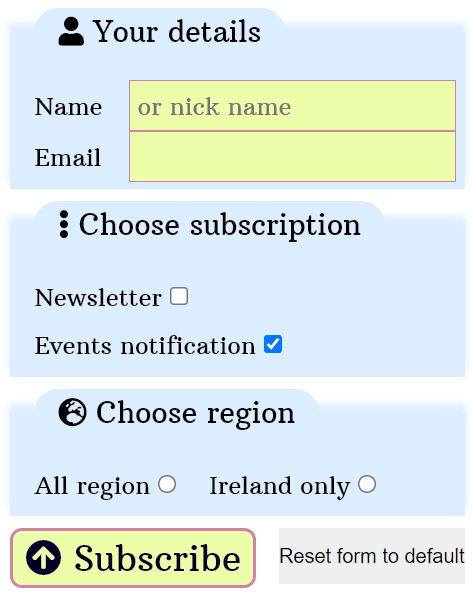 Your details
Name or nick name
Email
Choose subscription
Newsletter
Events notification
Choose region
All region Ireland only
Subscribe Reset form to default